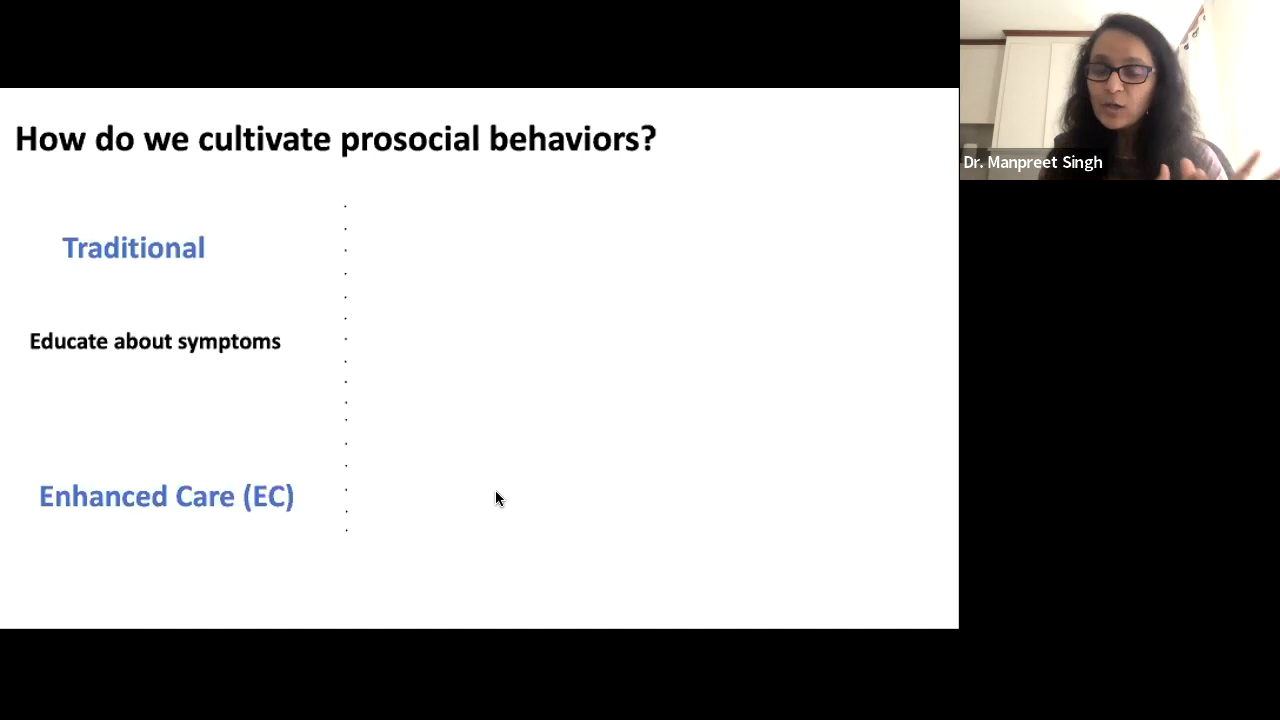 How do we cultivate prosocial behaviors?
Dr. Manpreet Singh
Traditional
Educate about symptoms
Enhanced Care (EC)